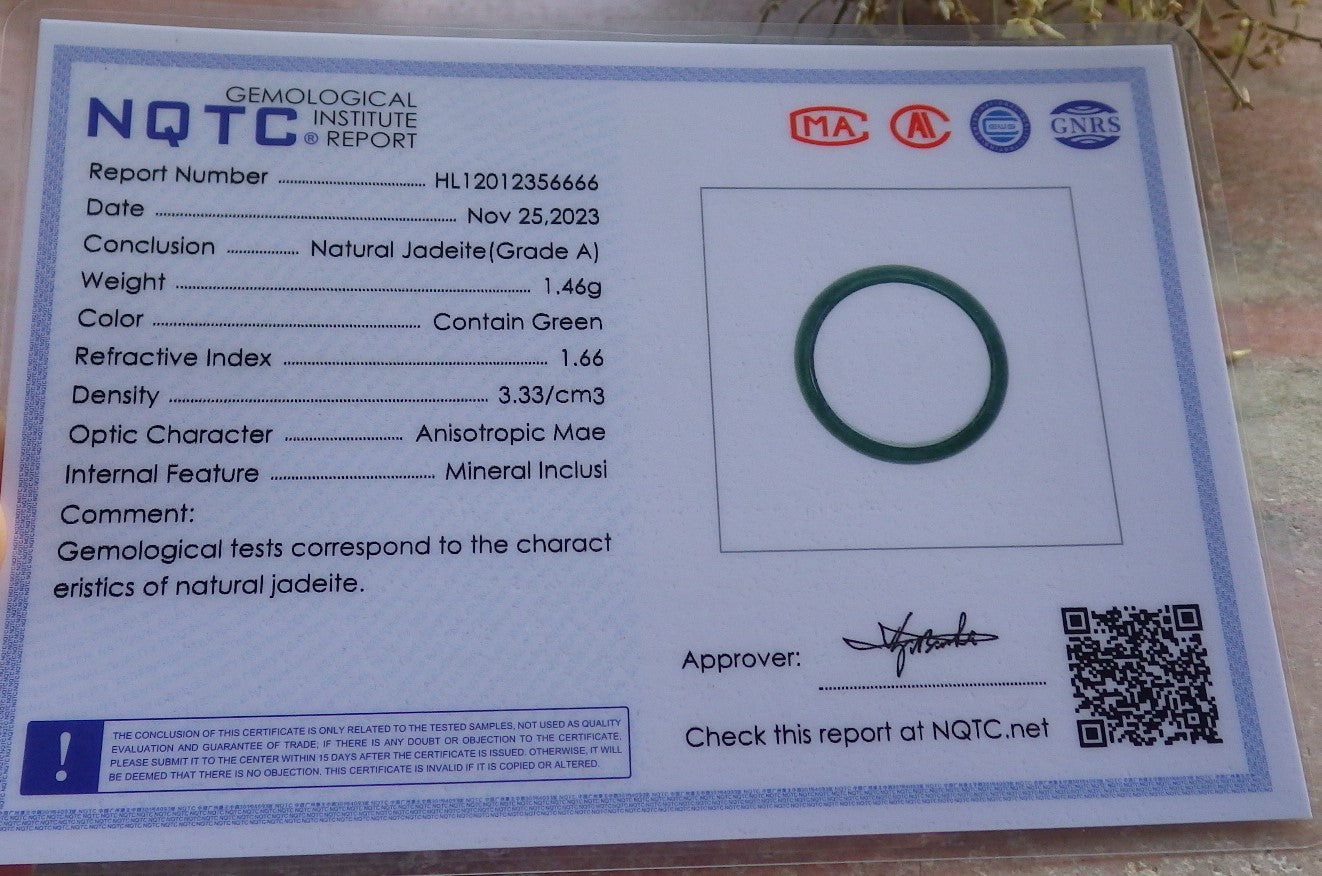 NQTC® GEMOLOGICAL
INSTITUTE
REPORT
Report Number HL12012356666
Date Nov 25,2023
Conclusion Natural Jadeite(Grade A)
Weight 1.46g
Color Contain Green
Refractive Index 1.66
Density 3.33/cm3
Optic Character Anisotropic Mae
Internal Feature Mineral Inclusi
Comment:
Gemological tests correspond to the charact
eristics of natural jadeite.
! THE CONCLUSION OF THIS CERTIFICATE IS ONLY RELATED TO THE TESTED SAMPLES, NOT USED AS QUALITY
EVALUATION AND GUARANTEE OF TRADE; IF THERE IS ANY DOUBT OR OBJECTION TO THE CERTIFICATE,
PLEASE SUBMIT IT TO THE CENTER WITHIN 15 DAYS AFTER THE CERTIFICATE IS ISSUED. OTHERWISE, IT WILL
BE DEEMED THAT THERE IS NO OBJECTION. THIS CERTIFICATE IS INVALID IF IT IS COPIED OR ALTERED.
MA
GNRS
Approver:
Check this report at NQTC.net